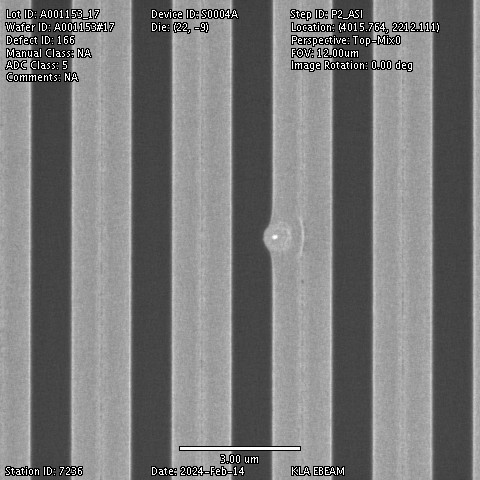 Lot ID: A001153_17
Wafer ID: A001153#17
Defect ID: 166
Manual Class: NA
ADC Class: 5
Comments: NA
Device ID: S0004A
Die: (22, -9)
Step ID: P2_ASI
Location: (4015.764, 2212.111)
Perspective: Top-Mix0
FOV: 12.00um
Image Rotation: 0.00 deg
3.00 um
Station ID: 7236
Date: 2024-Feb-14
KLA EBEAM